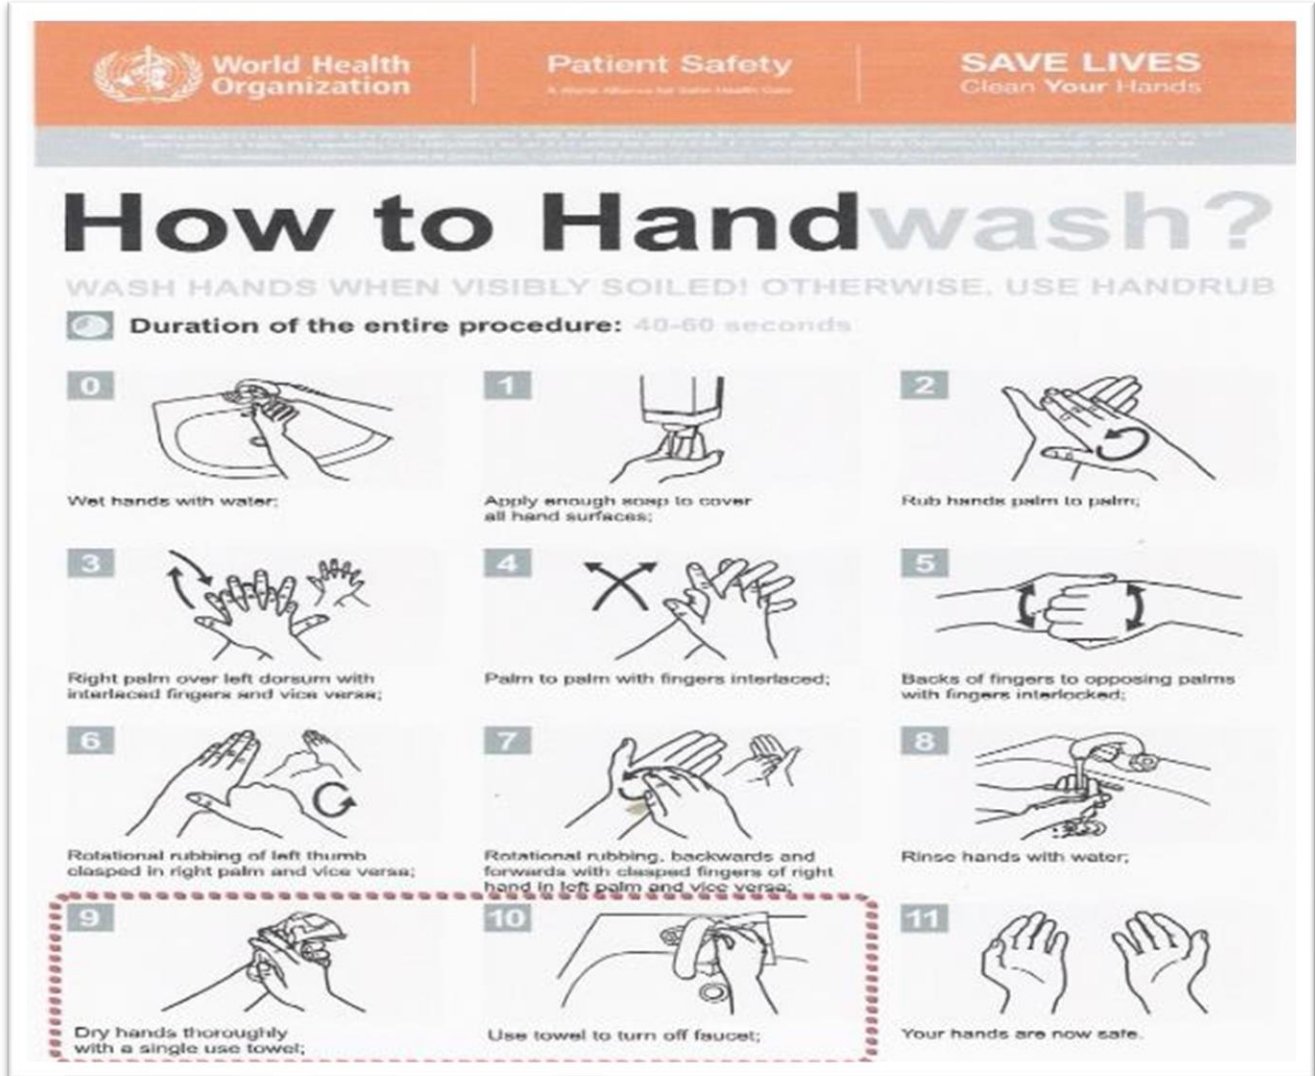 World Health
Organization
Patient Safety
A World Alliance for Safer Health Care
SAVE LIVES
Clean Your Hands
How to Handwash?
WASH HANDS WHEN VISIBLY SOILED! OTHERWISE, USE HANDRUB
Duration of the entire procedure: 40-60 seconds
0
Wet hands with water;
1
Apply enough soap to cover
all hand surfaces;
2
Rub hands palm to palm;
3
Right palm over left dorsum with
interlaced fingers and vice versa;
4
Palm to palm with fingers interlaced;
5
Backs of fingers to opposing palms
with fingers interlocked;
6
Rotational rubbing of left thumb
clasped in right palm and vice versa;
7
Rotational rubbing, backwards and
forwards with clasped fingers of right
hand in left palm and vice versa;
8
Rinse hands with water;
9
Dry hands thoroughly
with a single use towel;
10
Use towel to turn off faucet;
11
Your hands are now safe.